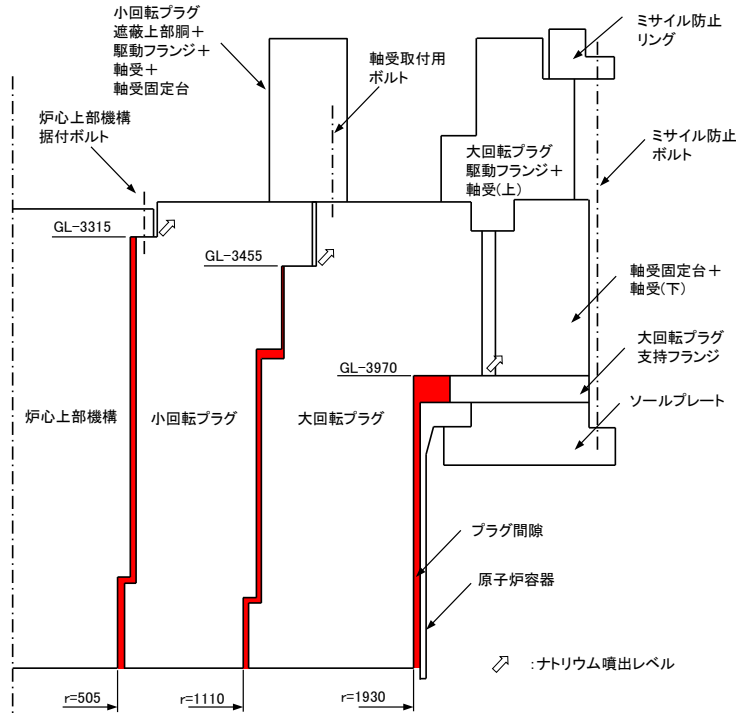 小回転プラグ
遮蔽上部胴＋
駆動フランジ＋
軸受＋
軸受固定台
軸受取付用
ボルト
ミサイル防止
リング
炉心上部機構
据付ボルト
大回転プラグ
駆動フランジ＋
軸受(上)
ミサイル防止
ボルト
GL-3315
GL-3455
軸受固定台＋
軸受(下)
GL-3970
大回転プラグ
支持フランジ
ソールプレート
炉心上部機構
小回転プラグ
大回転プラグ
プラグ間隙
原子炉容器
:ナトリウム噴出レベル
r=505
r=1110
r=1930